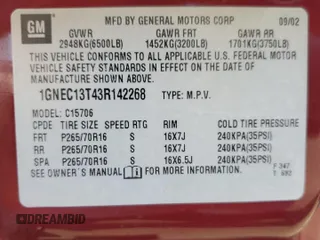 GM
MFD BY GENERAL MOTORS CORP 09/02
GVWR GAWR FRT GAWR RR
2948KG(6500LB) 1452KG(3200LB) 1701KG(3750LB)
THIS VEHICLE CONFORMS TO ALL APPLICABLE U.S. FEDERAL MOTOR
VEHICLE SAFETY STANDARDS IN EFFECT ON THE DATE OF
MANUFACTURE SHOWN ABOVE.
1GNEC13T43R142268 TYPE: M.P.V.
MODEL: C15706
CPDE TIRE SIZE SPEED RTG RIM COLD TIRE PRESSURE
FRT P265/70R16 S 16X7J 240KPA(35PSI)
RR P265/70R16 S 16X7J 240KPA(35PSI)
SPA P265/70R16 S 16X6.5J 240KPA(35PSI)
SEE OWNER'S MANUAL FOR ADDITIONAL INFORMATION.
F 347
T 692
DREAMBID